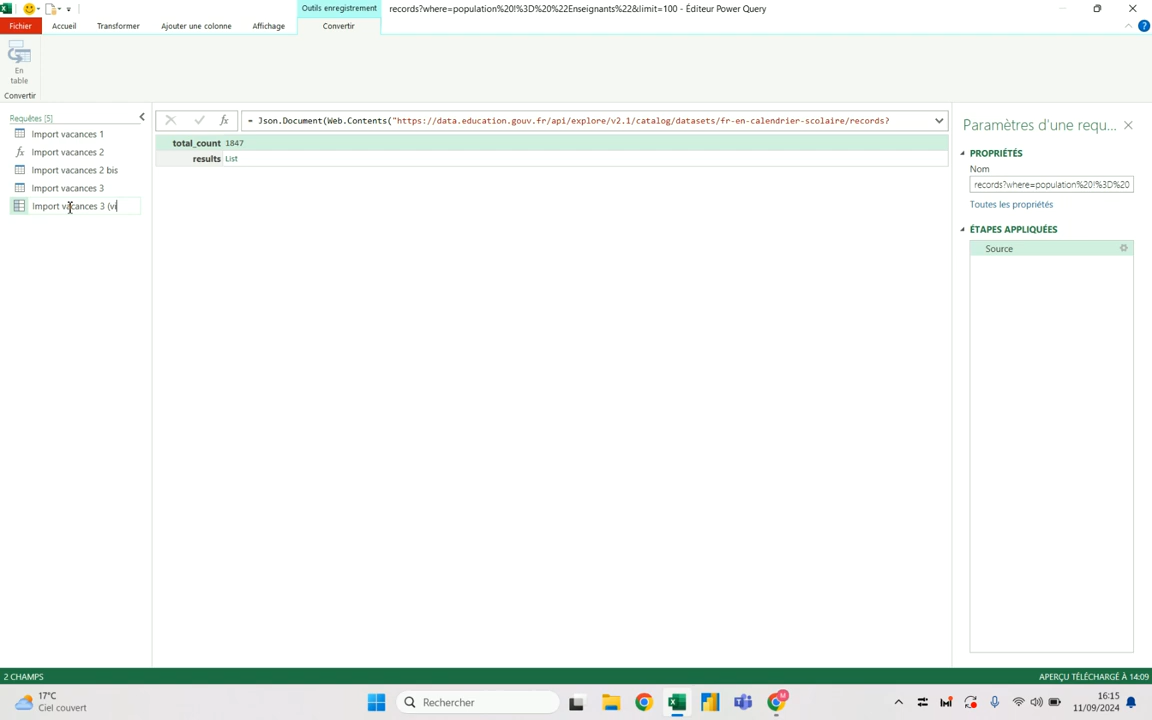 Outils enregistrement
records?where=population%20!%3D%20%22Enseignants%22&limit=100 - Éditeur Power Query
Fichier
Accueil
Transformer
Ajouter une colonne
Affichage
Convertir
En
table
Convertir
Requêtes [5]
Import vacances 1
Import vacances 2
Import vacances 2 bis
Import vacances 3
Import vacances 3 (vi
fx
= Json.Document(Web.Contents("https://data.education.gouv.fr/api/explore/v2.1/catalog/datasets/fr-en-calendrier-scolaire/records?
total_count 1847
results List
Paramètres d'une requ...
PROPRIÉTÉS
Nom
records?where=population%20!%3D%20
Toutes les propriétés
ÉTAPES APPLIQUÉES
Source
2 CHAMPS
APERÇU TÉLÉCHARGÉ À 14:09
17°C
Ciel couvert
Rechercher
16:15
11/09/2024